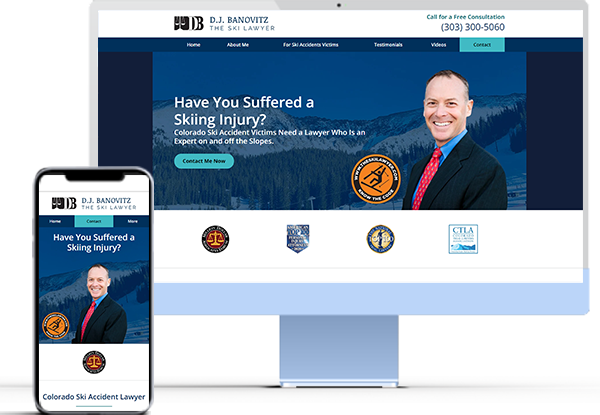 DB
D.J. BANOVITZ
THE SKI LAWYER
Call for a Free Consultation
(303) 300-5060
Home
About Me
For Ski Accidents Victims
Testimonials
Videos
Contact
Have You Suffered a
Skiing Injury?
Colorado Ski Accident Victims Need a Lawyer Who Is an
Expert on and off the Slopes.
Contact Me Now
WWW.THESKILAWYER.COM
KNOW THE CODE
CTLA
DB
D.J. BANOVITZ
THE SKI LAWYER
Home
Contact
More
Have You Suffered a
Skiing Injury?
Colorado Ski Accident Lawyer